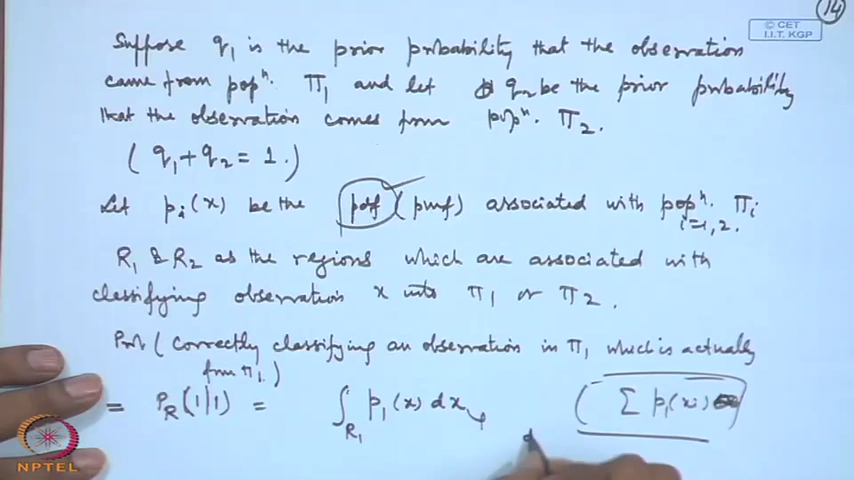 14
© CET
I.I.T. KGP
Suppose q1 is the prior probability that the observation
came from popⁿ. Π1 and let q2 be the prior probability
that the observation comes from popⁿ. Π2.
( q1 + q2 = 1. )
Let pi(x) be the pdf (pmf) associated with popⁿ. Πi
i=1, 2.
R1 & R2 as the regions which are associated with
classifying observation x into Π1 or Π2.
Prob ( correctly classifying an observation in Π1 which is actually
from Π1. )
= PR(1|1) = ∫R1 p1(x) dx, ( Σ p1(xi) )
NPTEL